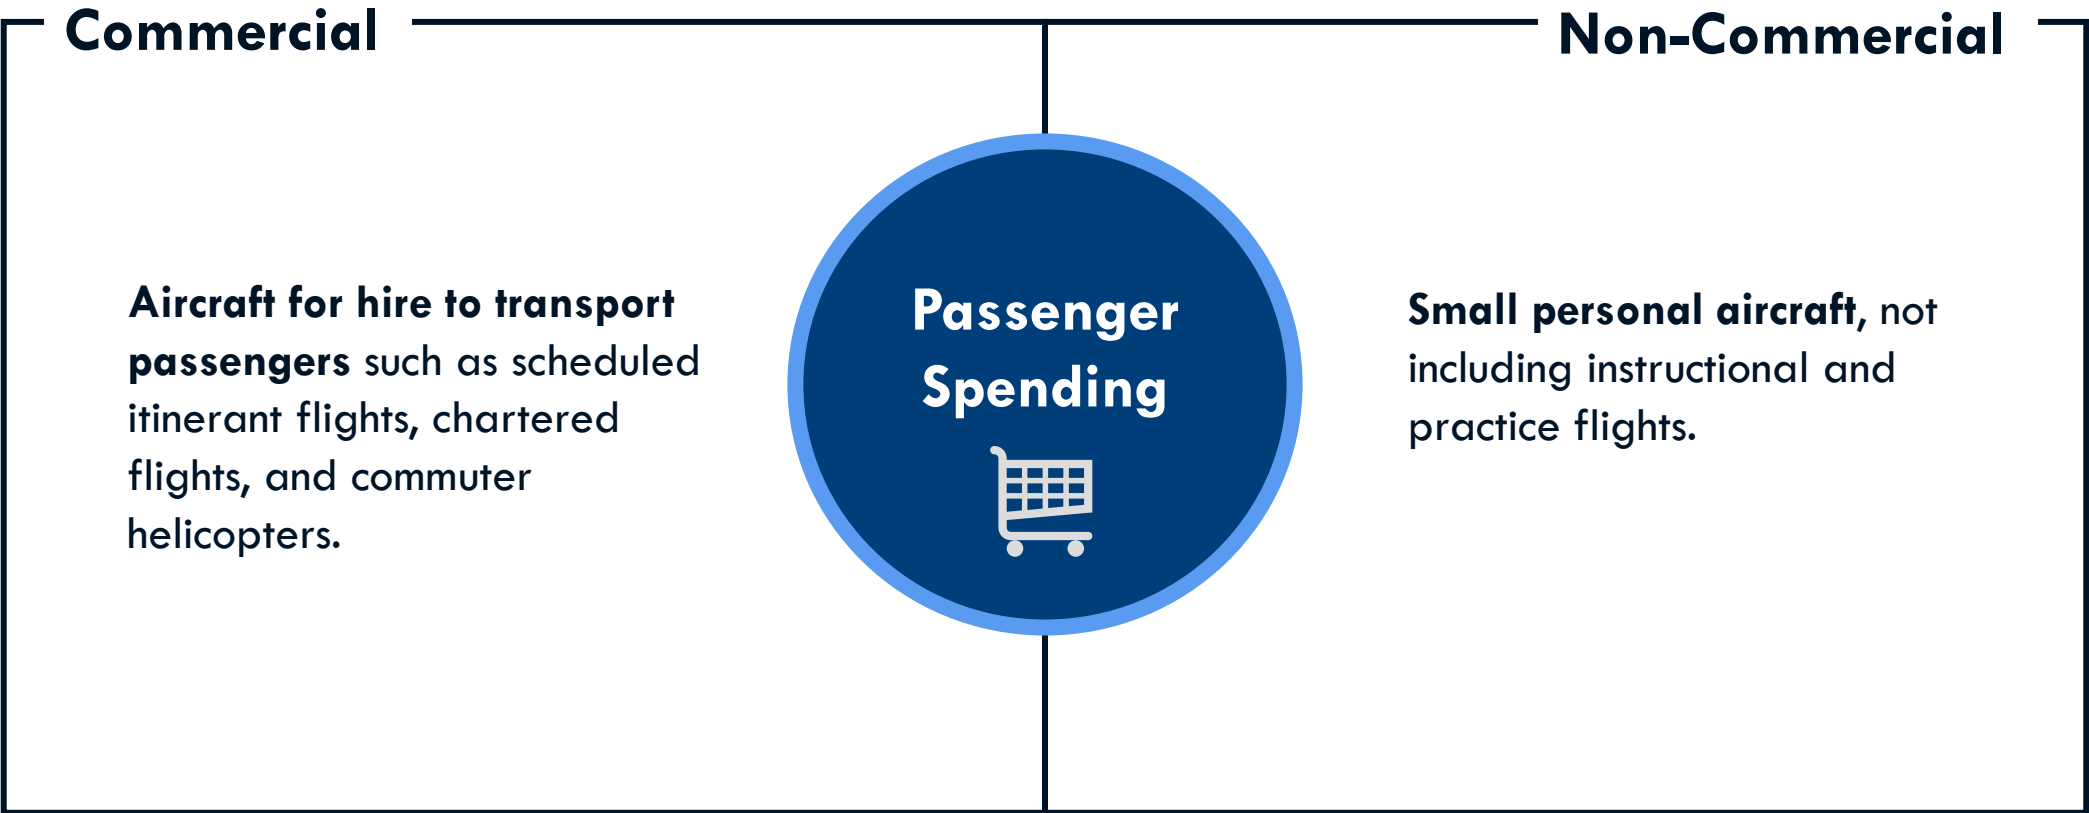 Commercial
Non-Commercial
Aircraft for hire to transport
passengers such as scheduled
itinerant flights, chartered
flights, and commuter
helicopters.
Passenger
Spending
Small personal aircraft, not
including instructional and
practice flights.